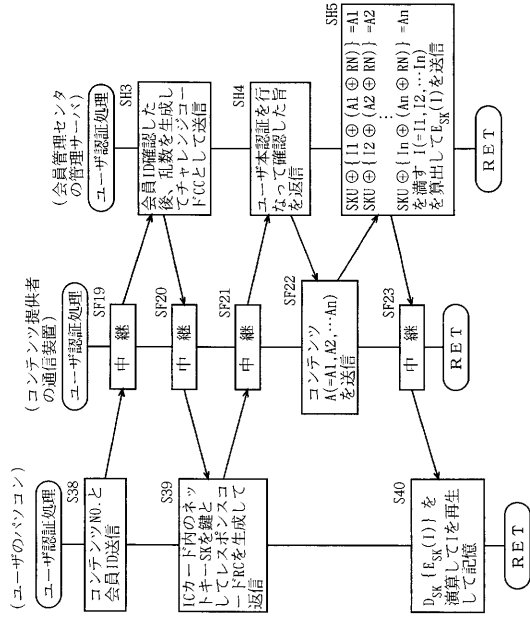 (ユーザのパソコン)
ユーザ認証処理
S38
コンテンツNO.と
会員ID送信
S39
ICカード内のネッ
トキーSKを鍵と
してレスポンスコ
ードRCを生成して
返信
S40
DSK {ESK(I)} を
演算してIを再生
して記憶
RET
(コンテンツ提供者
の通信装置)
ユーザ認証処理
SF19
中 継
SF20
中 継
SF21
中 継
SF22
コンテンツ
A(=A1,A2,…An)
を送信
SF23
中 継
RET
(会員管理センタ
の管理サーバ)
ユーザ認証処理
SH3
会員ID確認した
後、乱数を生成し
てチャレンジコー
ドCCとして送信
SH4
ユーザ本認証を行
なって確認した旨
を返信
SH5
SKU ⊕ {I1 ⊕ (A1 ⊕ RN)} =A1
SKU ⊕ {I2 ⊕ (A2 ⊕ RN)} =A2
⋮
SKU ⊕ {In ⊕ (An ⊕ RN)} =An
を満す I(=I1,I2,…In)
を算出してESK(I)を送信
RET